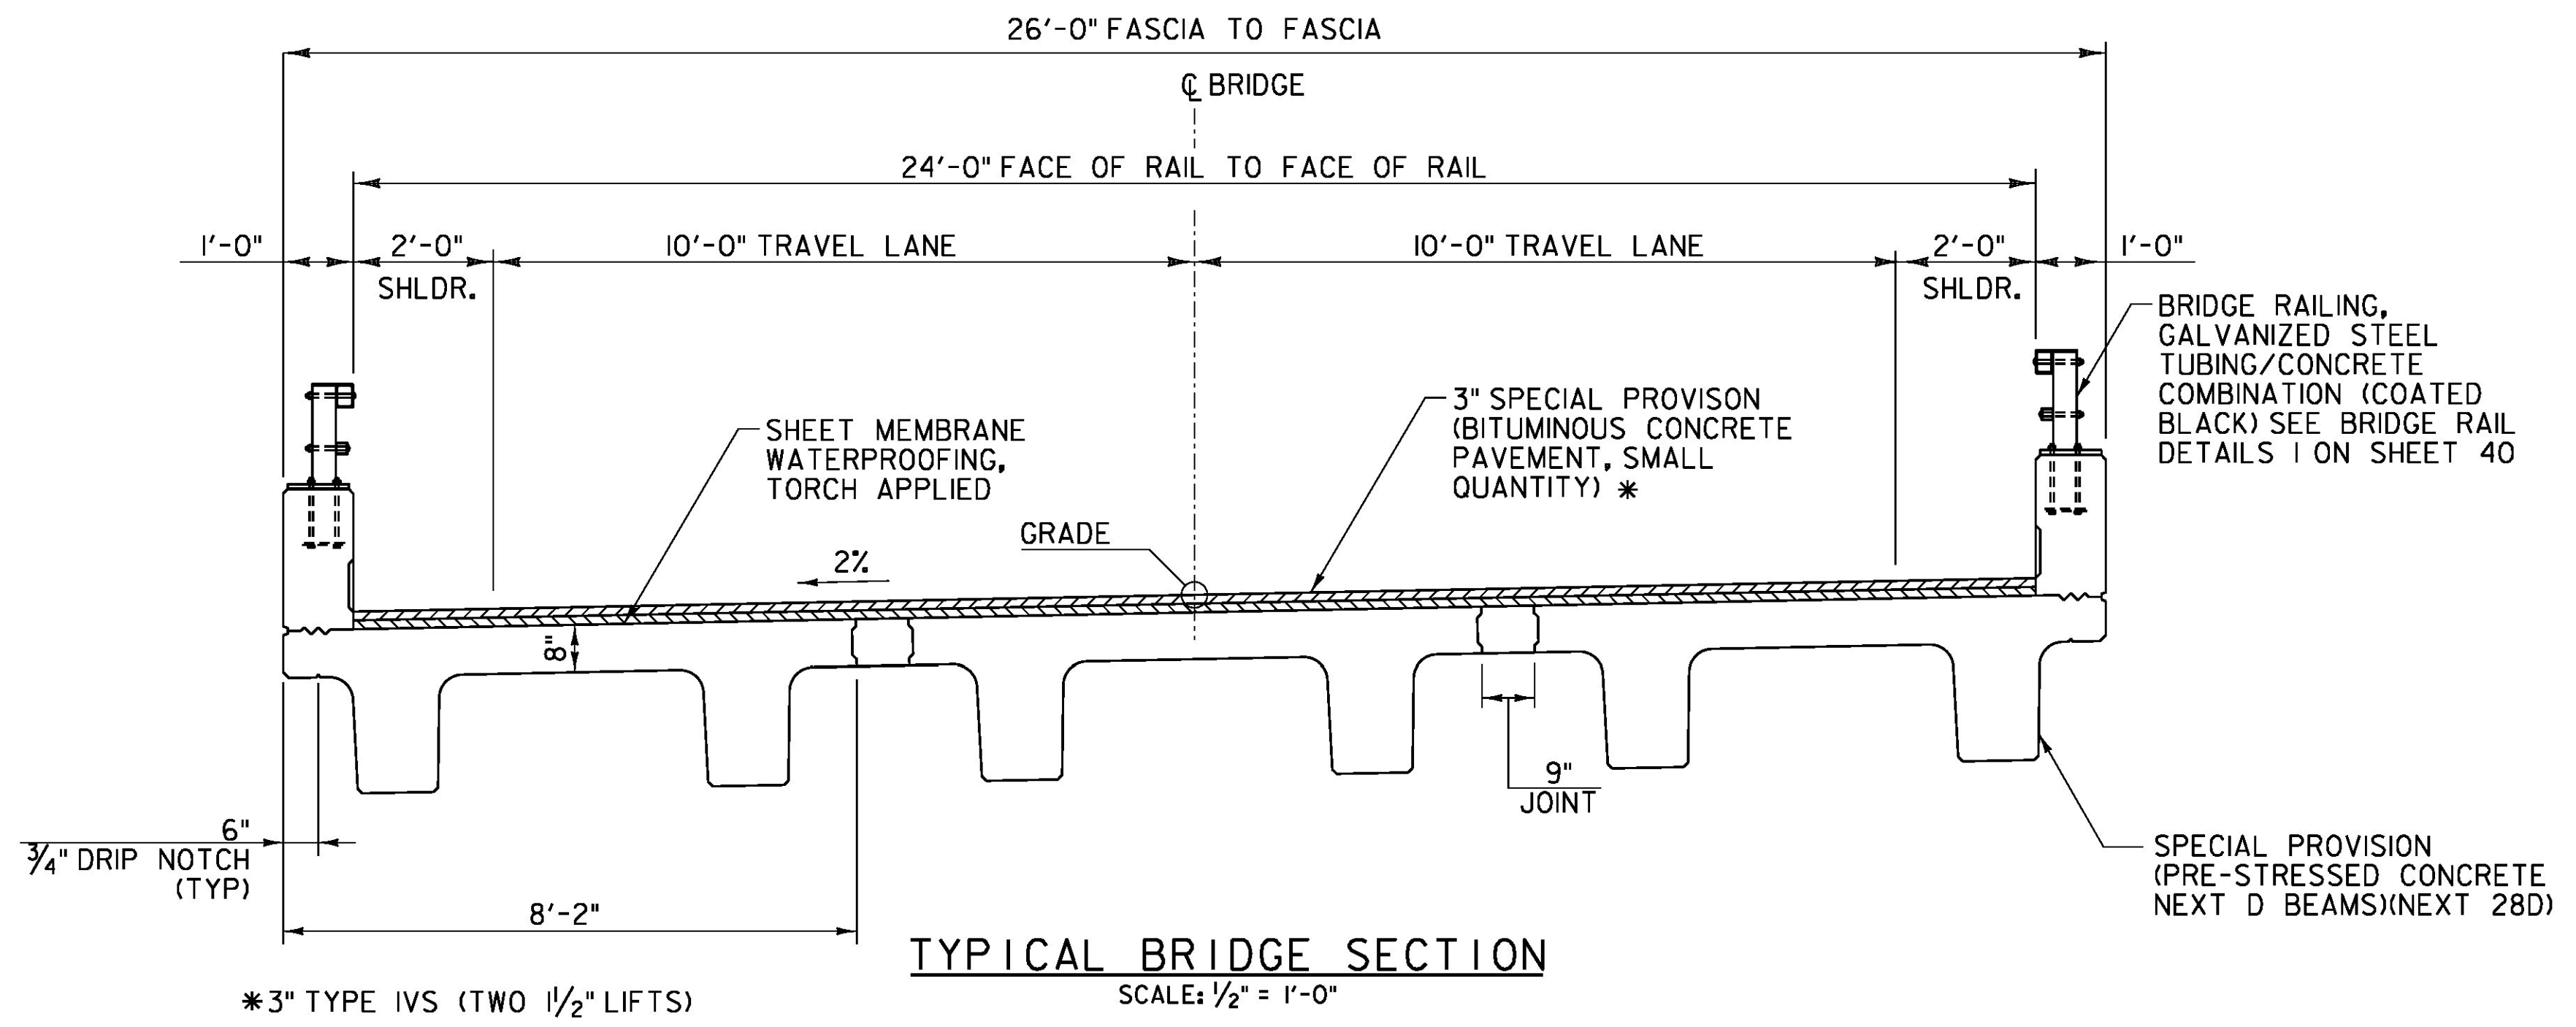 26'-0" FASCIA TO FASCIA
℄ BRIDGE
24'-0" FACE OF RAIL TO FACE OF RAIL
1'-0"
2'-0"
SHLDR.
10'-0" TRAVEL LANE
10'-0" TRAVEL LANE
2'-0"
SHLDR.
1'-0"
BRIDGE RAILING,
GALVANIZED STEEL
TUBING/CONCRETE
COMBINATION (COATED
BLACK) SEE BRIDGE RAIL
DETAILS 1 ON SHEET 40
SHEET MEMBRANE
WATERPROOFING,
TORCH APPLIED
3" SPECIAL PROVISON
(BITUMINOUS CONCRETE
PAVEMENT, SMALL
QUANTITY) *
GRADE
2%
8"
9"
JOINT
6"
3/4" DRIP NOTCH
(TYP)
8'-2"
SPECIAL PROVISION
(PRE-STRESSED CONCRETE
NEXT D BEAMS)(NEXT 28D)
TYPICAL BRIDGE SECTION
SCALE: 1/2" = 1'-0"
*3" TYPE IVS (TWO 1 1/2" LIFTS)